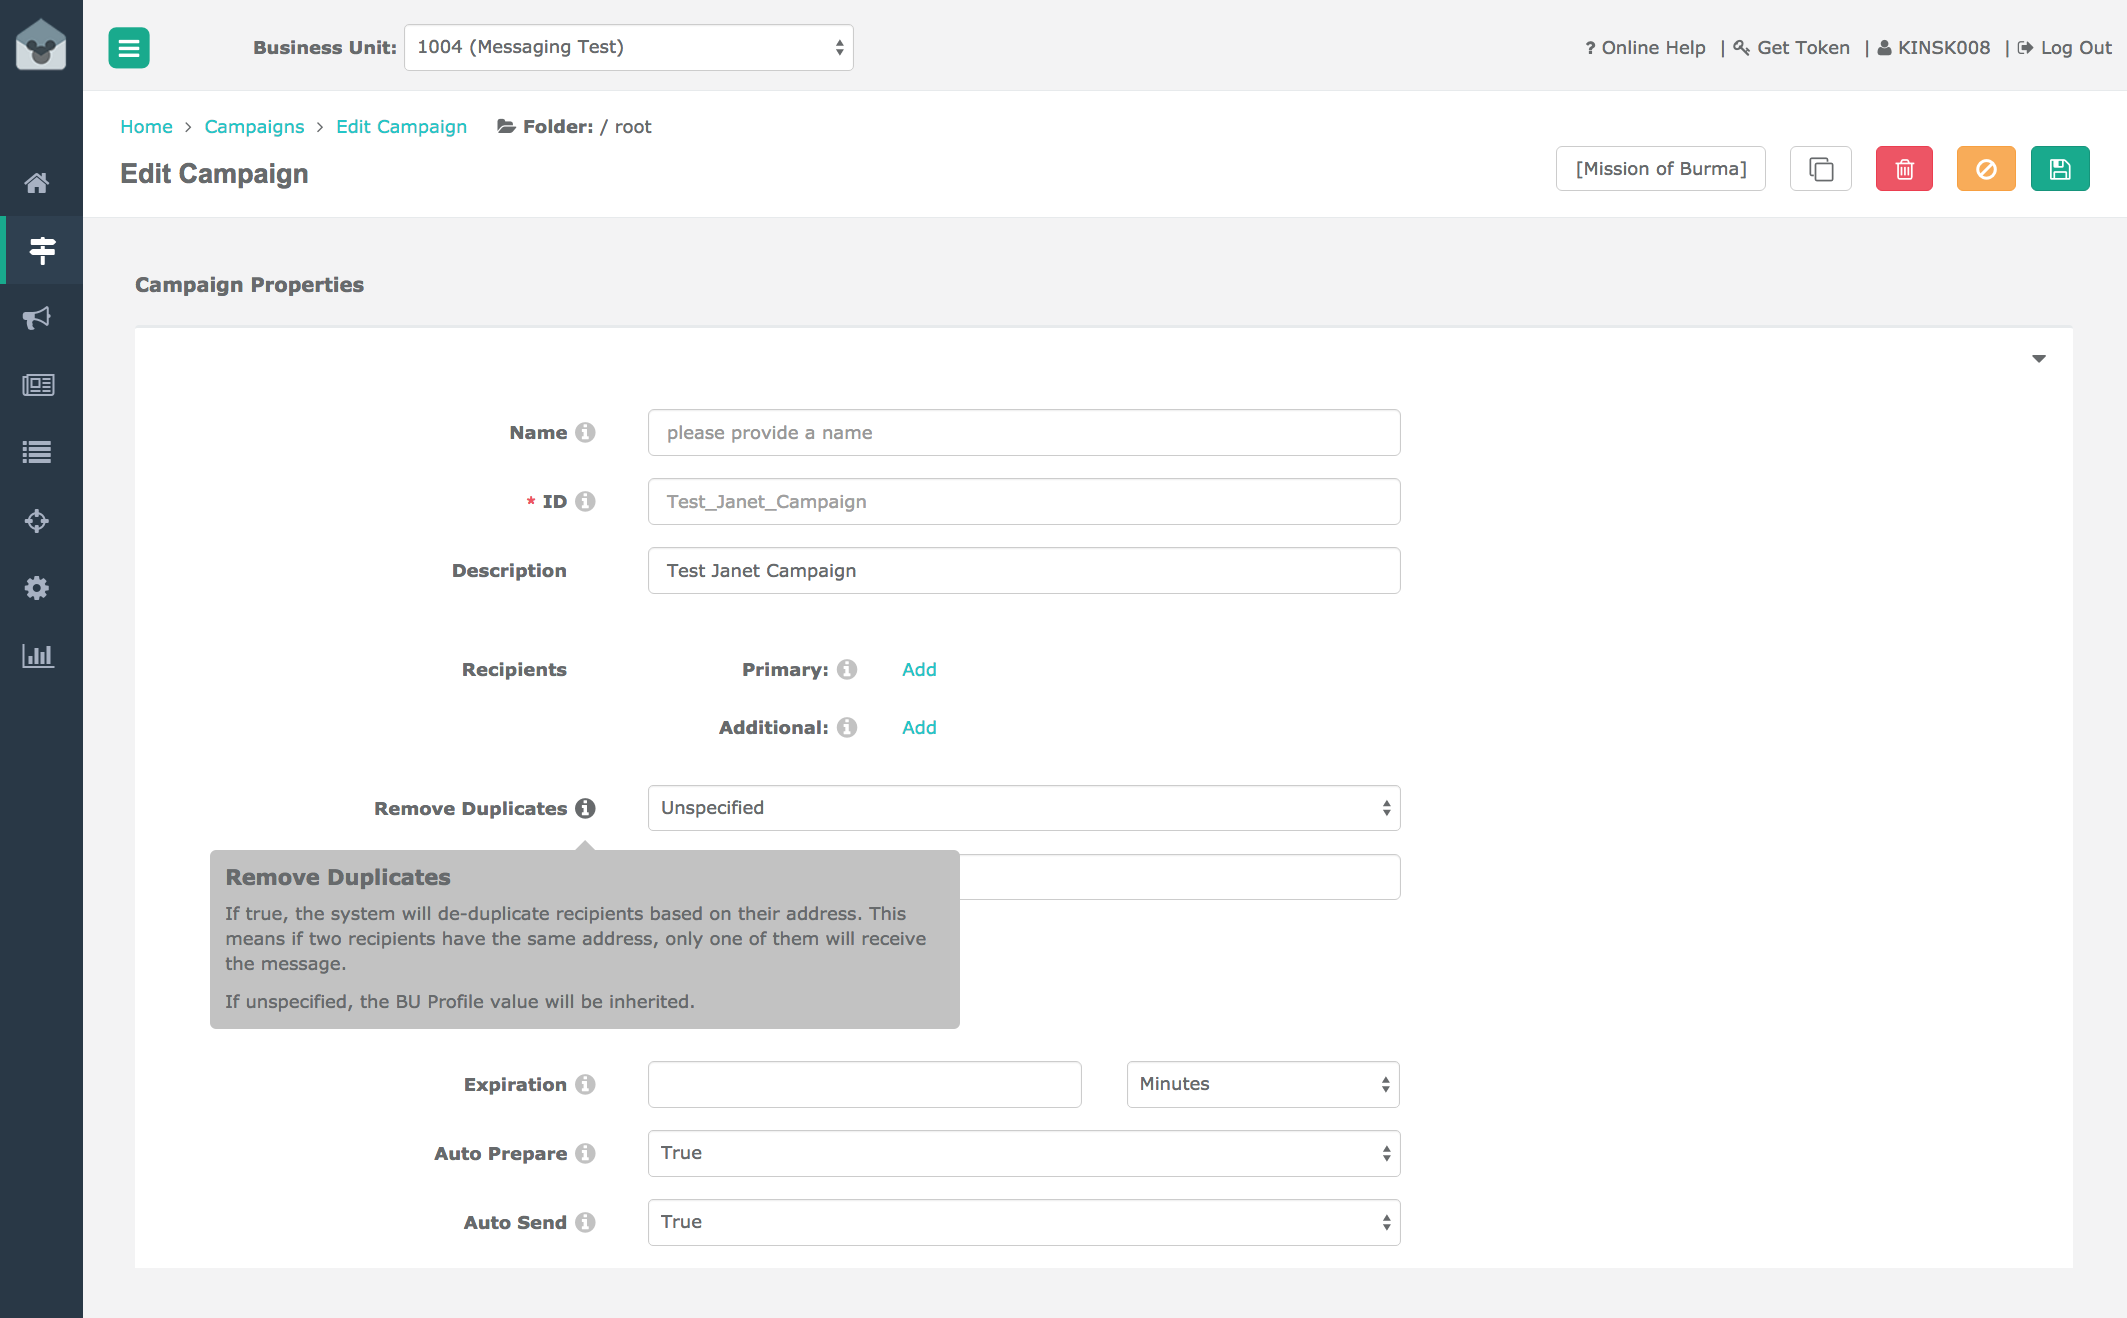 Business Unit: 1004 (Messaging Test)
? Online Help | Get Token | KINSK008 | Log Out
Home > Campaigns > Edit Campaign Folder: / root
Edit Campaign
[Mission of Burma]
Campaign Properties
Name please provide a name
* ID Test_Janet_Campaign
Description Test Janet Campaign
Recipients Primary: Add
Additional: Add
Remove Duplicates Unspecified
Remove Duplicates
If true, the system will de-duplicate recipients based on their address. This
means if two recipients have the same address, only one of them will receive
the message.
If unspecified, the BU Profile value will be inherited.
Expiration Minutes
Auto Prepare True
Auto Send True